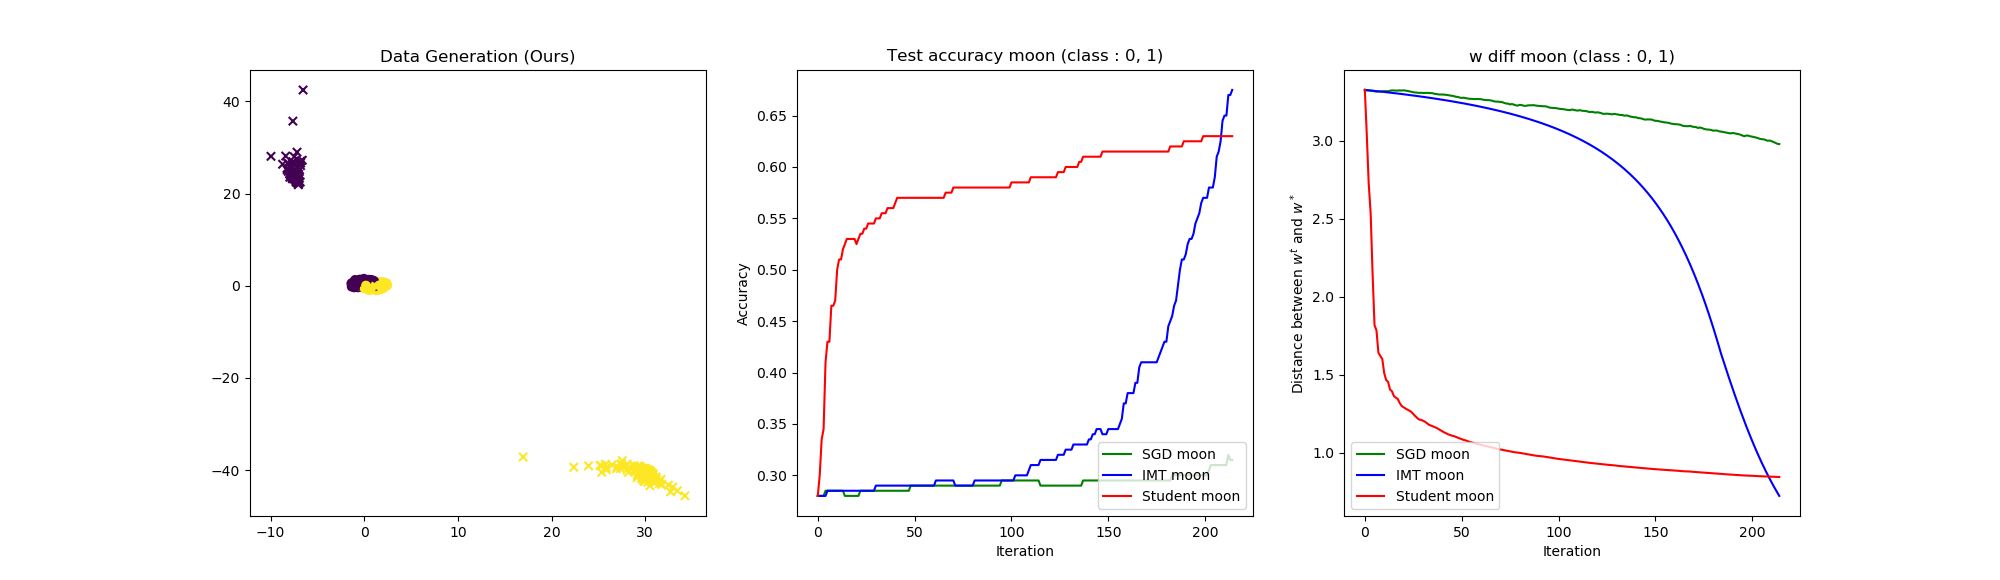 Data Generation (Ours)
40
20
0
−20
−40
−10
0
10
20
30
Test accuracy moon (class : 0, 1)
Accuracy
0.65
0.60
0.55
0.50
0.45
0.40
0.35
0.30
SGD moon
IMT moon
Student moon
0
50
100
150
200
Iteration
w diff moon (class : 0, 1)
Distance between w^t and w^*
3.0
2.5
2.0
1.5
1.0
SGD moon
IMT moon
Student moon
0
50
100
150
200
Iteration